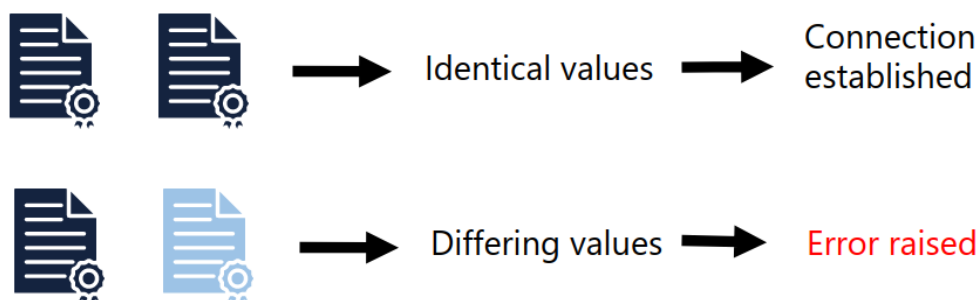 Identical values
Connection
established
Differing values
Error raised